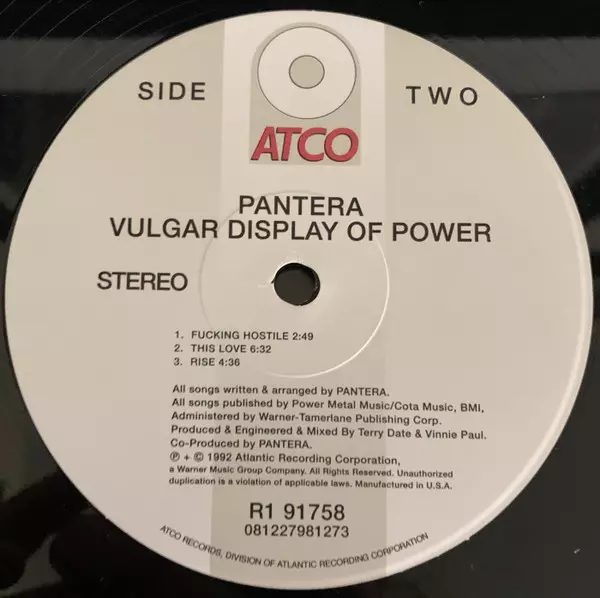 SIDE TWO
ATCO
PANTERA
VULGAR DISPLAY OF POWER
STEREO
1. FUCKING HOSTILE 2:49
2. THIS LOVE 6:32
3. RISE 4:36
All songs written & arranged by PANTERA.
All songs published by Power Metal Music/Cota Music, BMI,
Administered by Warner-Tamerlane Publishing Corp.
Produced & Engineered & Mixed By Terry Date & Vinnie Paul.
Co-Produced by PANTERA.
℗ + © 1992 Atlantic Recording Corporation,
a Warner Music Group Company. All Rights Reserved. Unauthorized
duplication is a violation of applicable laws. Manufactured in U.S.A.
R1 91758
081227981273
ATCO RECORDS, DIVISION OF ATLANTIC RECORDING CORPORATION